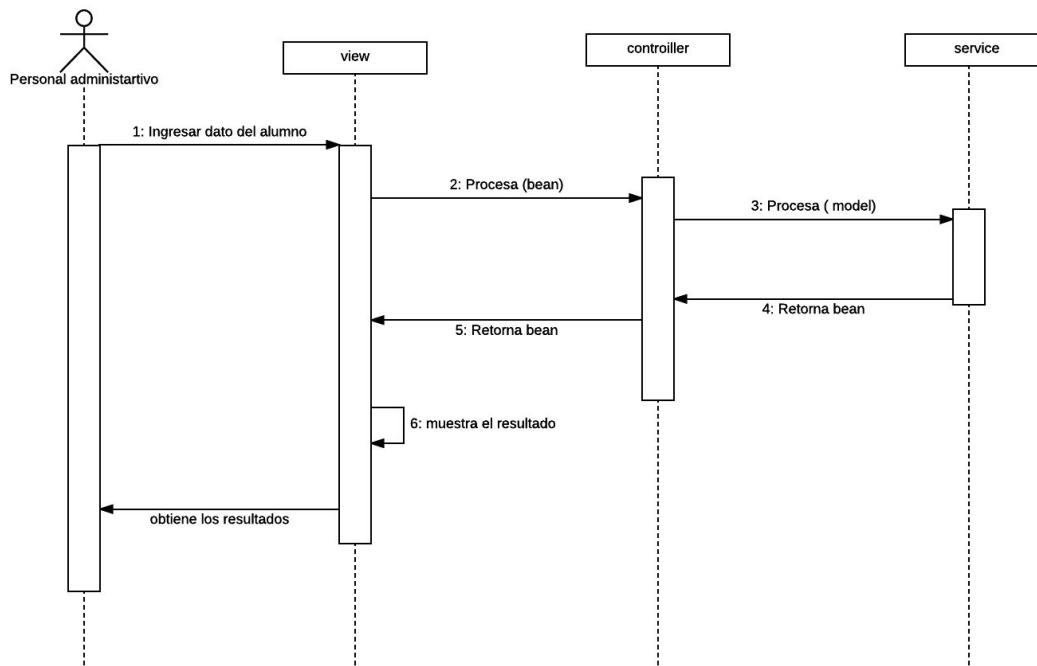 Personal administartivo
view
controiller
service
1: Ingresar dato del alumno
2: Procesa (bean)
3: Procesa ( model)
4: Retorna bean
5: Retorna bean
6: muestra el resultado
obtiene los resultados